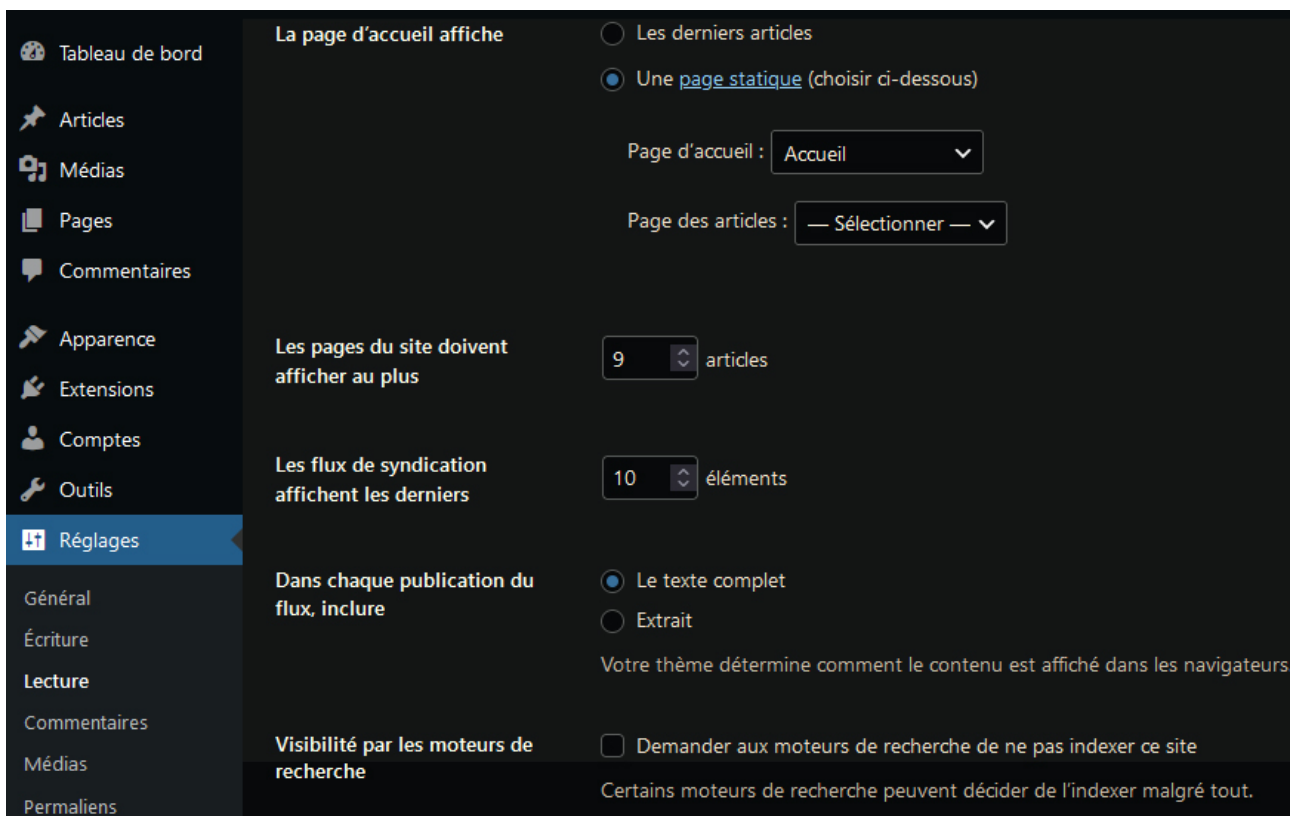 Tableau de bord
Articles
Médias
Pages
Commentaires
Apparence
Extensions
Comptes
Outils
Réglages
Général
Écriture
Lecture
Commentaires
Médias
Permaliens
La page d’accueil affiche
Les derniers articles
Une page statique (choisir ci-dessous)
Page d’accueil : Accueil
Page des articles : — Sélectionner —
Les pages du site doivent
afficher au plus
9 articles
Les flux de syndication
affichent les derniers
10 éléments
Dans chaque publication du
flux, inclure
Le texte complet
Extrait
Votre thème détermine comment le contenu est affiché dans les navigateurs
Visibilité par les moteurs de
recherche
Demander aux moteurs de recherche de ne pas indexer ce site
Certains moteurs de recherche peuvent décider de l’indexer malgré tout.